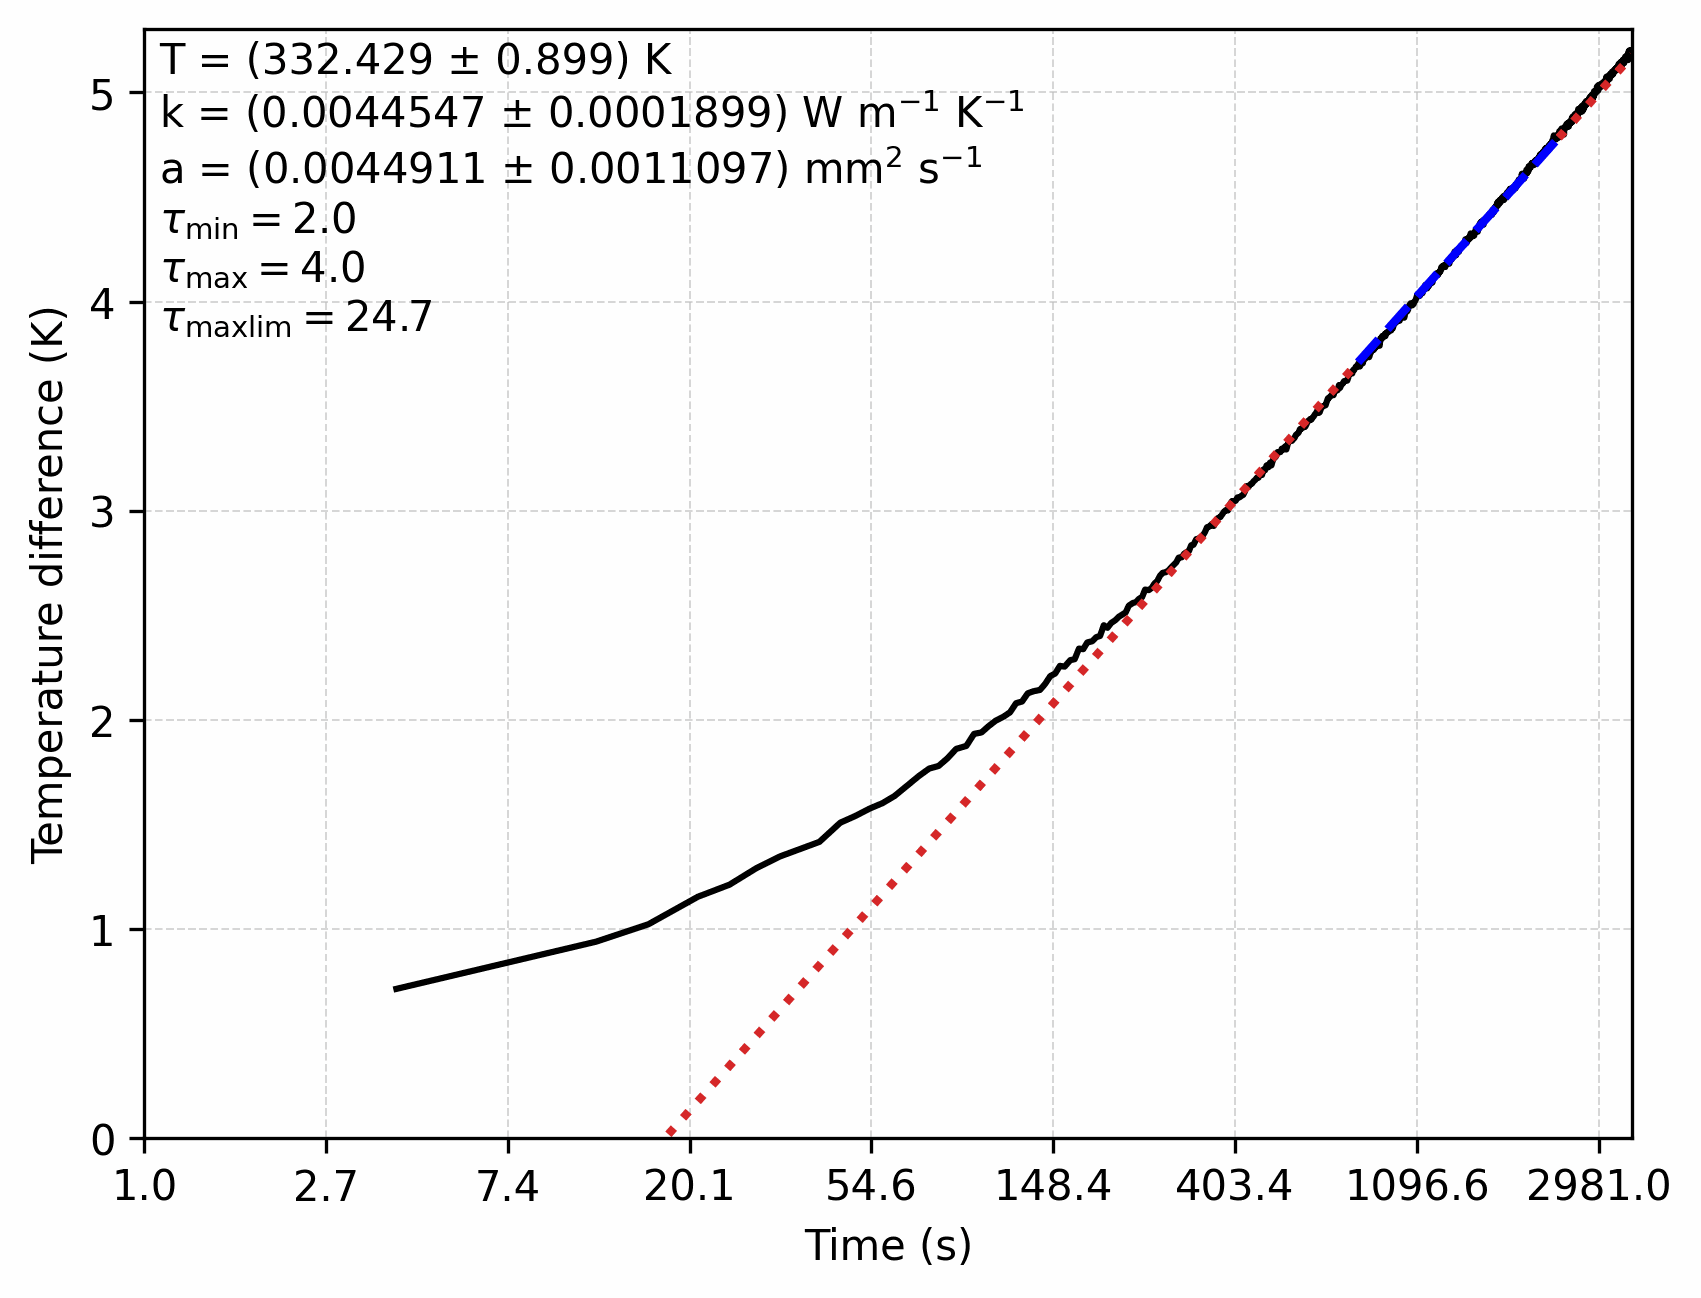 T = (332.429 ± 0.899) K
k = (0.0044547 ± 0.0001899) W m⁻¹ K⁻¹
a = (0.0044911 ± 0.0011097) mm² s⁻¹
τmin = 2.0
τmax = 4.0
τmaxlim = 24.7
Temperature difference (K)
5
4
3
2
1
0
1.0 2.7 7.4 20.1 54.6 148.4 403.4 1096.6 2981.0
Time (s)